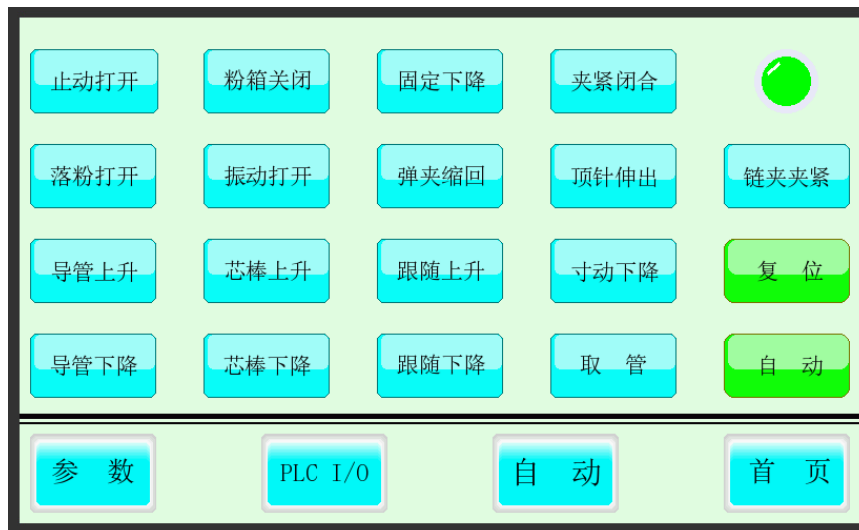 止动打开 粉箱关闭 固定下降 夹紧闭合
落粉打开 振动打开 弹夹缩回 顶针伸出 链夹夹紧
导管上升 芯棒上升 跟随上升 寸动下降 复 位
导管下降 芯棒下降 跟随下降 取 管 自 动
参 数 PLC I/O 自 动 首 页